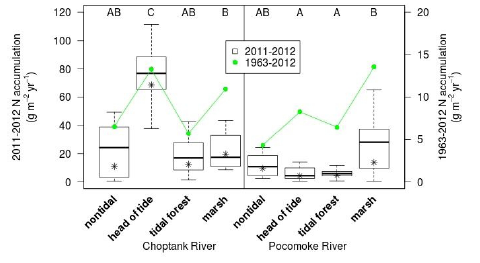 120
100
80
60
40
20
0
2011-2012 N accumulation
(g m⁻² yr⁻¹)
AB C AB B AB A A B
2011-2012
1963-2012
20
15
10
5
0
1963-2012 N accumulation
(g m⁻² yr⁻¹)
nontidal
head of tide
tidal forest
marsh
nontidal
head of tide
tidal forest
marsh
Choptank River
Pocomoke River